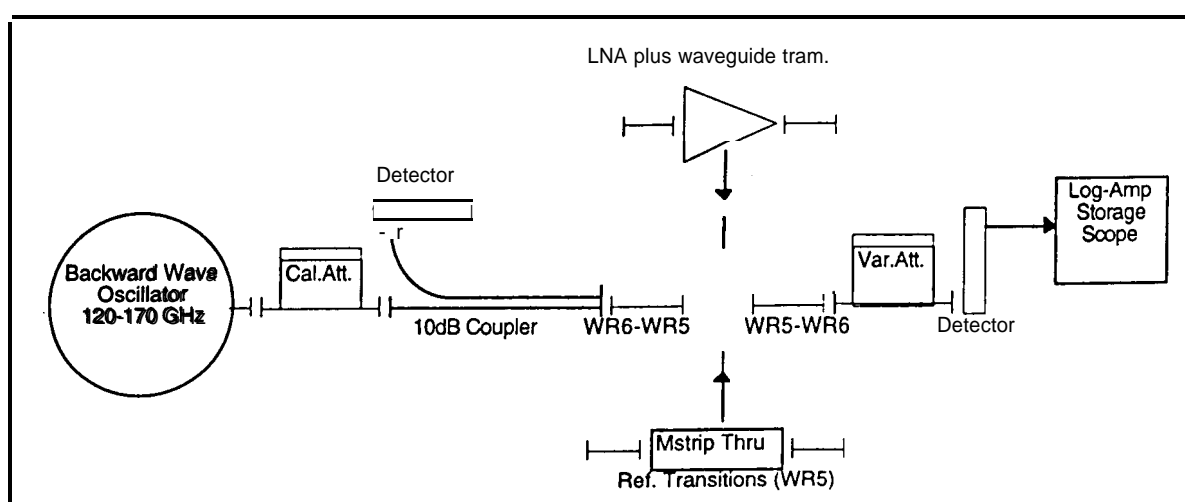 LNA plus waveguide tram.
Detector
Log-Amp
Storage
Scope
Backward Wave
Oscillator
120-170 GHz
Cal.Att.
- r
10dB Coupler
WR6-WR5
WR5-WR6
Var.Att.
Detector
Mstrip Thru
Ref. Transitions (WR5)